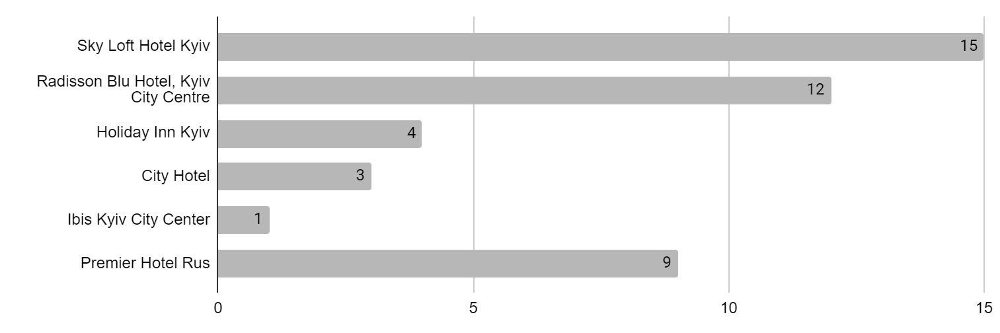 Sky Loft Hotel Kyiv
15
Radisson Blu Hotel, Kyiv
City Centre
12
Holiday Inn Kyiv
4
City Hotel
3
Ibis Kyiv City Center
1
Premier Hotel Rus
9
0 5 10 15